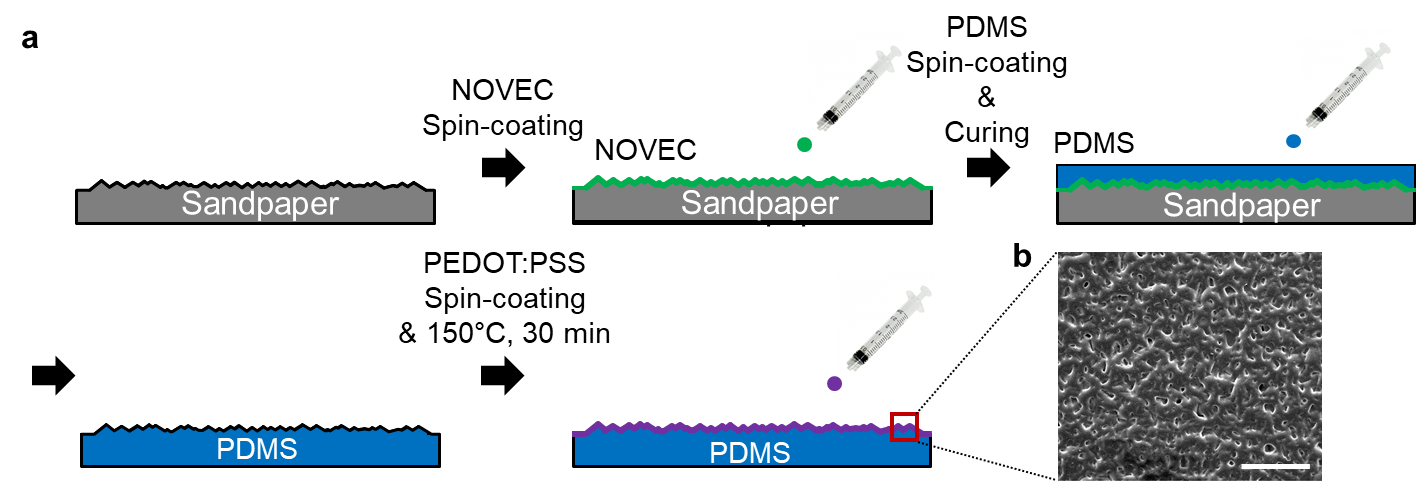 a
NOVEC
Spin-coating
NOVEC
Sandpaper
Sandpaper
PDMS
Spin-coating
&
Curing
PDMS
Sandpaper
PDMS
PEDOT:PSS
Spin-coating
& 150°C, 30 min
PDMS
b